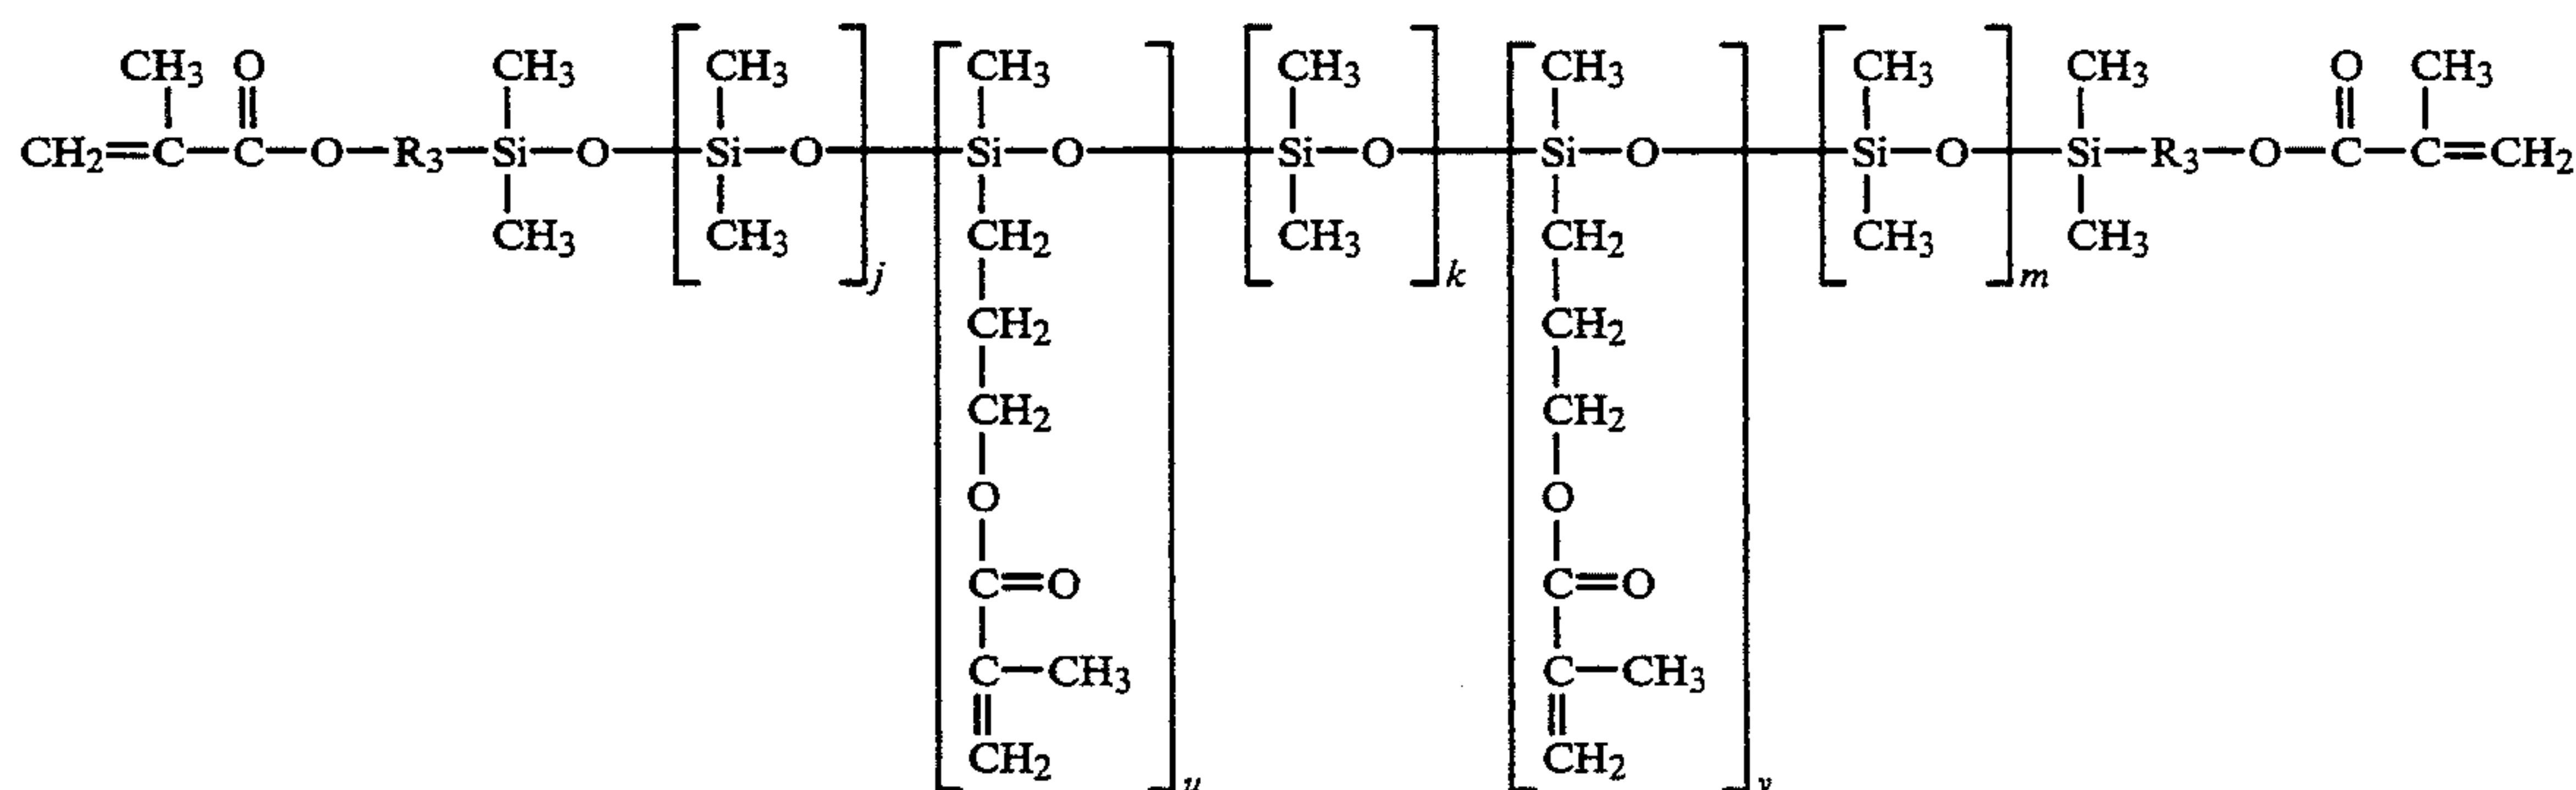 CH3 O CH3 CH3 CH3 CH3 CH3 CH3 CH3 O CH3
CH2=C—C—O—R3—Si—O—Si—O—Si—O—Si—O—Si—O—Si—O—Si—R3—O—C—C=CH2
CH3 CH3 CH2 CH3 CH2 CH3 CH3
j k m
CH2 CH2
CH2 CH2
O O
C=O C=O
C—CH3 C—CH3
CH2 CH2
u v